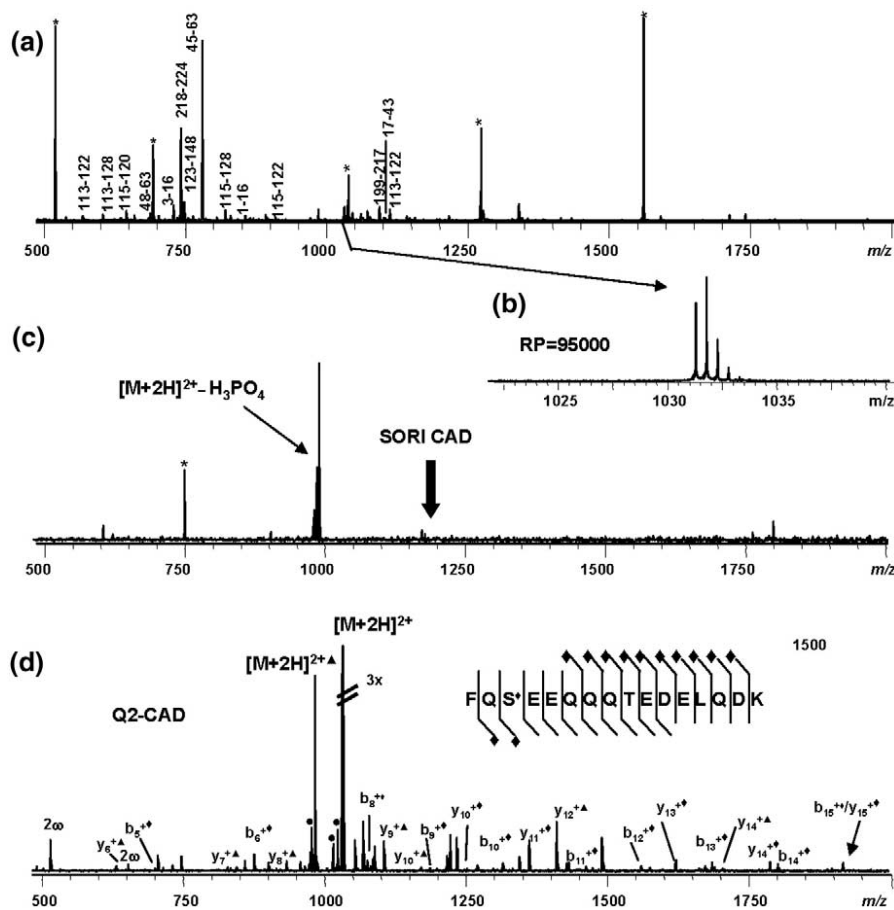 (a)
*
113-122
113-128
115-120
48-63
*
3-16
218-224
123-148
45-63
115-128
1-16
115-122
*
199-217
17-43
113-122
*
*
500 750 1000 1250 1500 1750 m/z
(b)
RP=95000
1025 1030 1035 m/z
(c)
[M+2H]2+– H3PO4
SORI CAD
*
500 750 1000 1250 1500 1750 m/z
(d)
[M+2H]2+
[M+2H]2+▲
3x
1500
Q2-CAD
F Q S♦ E E Q Q Q T E D E L Q D K
2ω
y6+▲
2ω
b5+♦
y7+▲
b6+♦
y8+▲
b8+♦
y9+▲
y10+▲
b9+♦
y10+♦
b10+♦
y11+♦
y12+▲
b11+♦
b12+♦
y13+♦
b13+♦
y14+▲
y14+♦
b14+♦
b15+♦/y15+♦
500 750 1000 1250 1500 1750 m/z